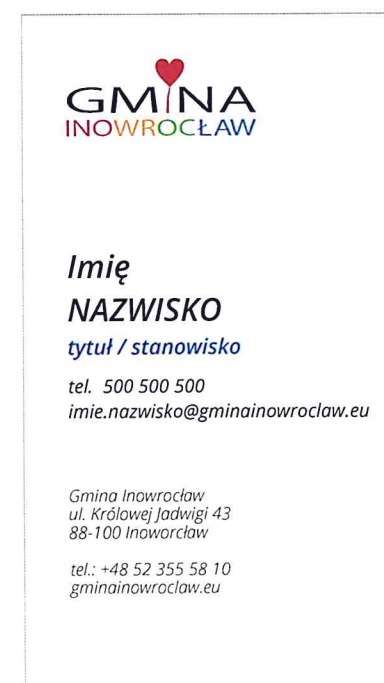 GMINA
INOWROCŁAW
Imię
NAZWISKO
tytuł / stanowisko
tel. 500 500 500
imie.nazwisko@gminainowroclaw.eu
Gmina Inowrocław
ul. Królowej Jadwigi 43
88-100 Inoworcław
tel.: +48 52 355 58 10
gminainowroclaw.eu